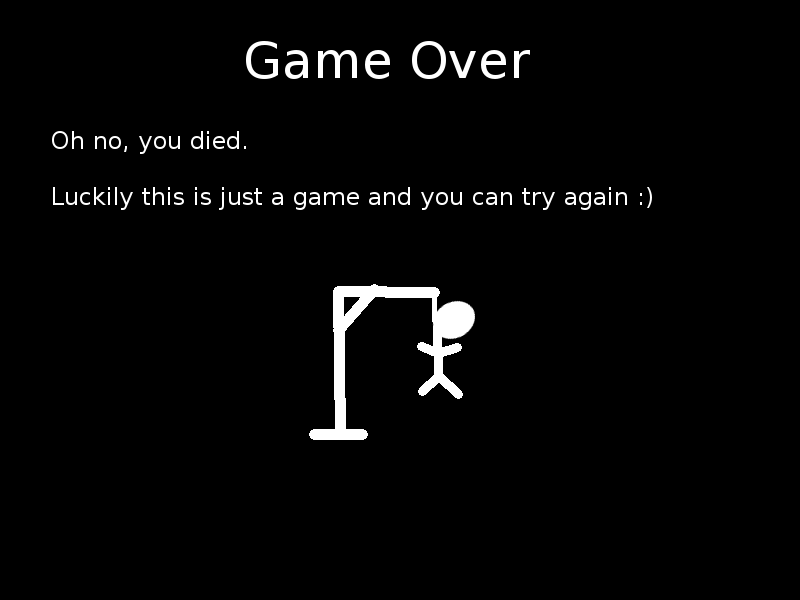 Game Over
Oh no, you died.
Luckily this is just a game and you can try again :)